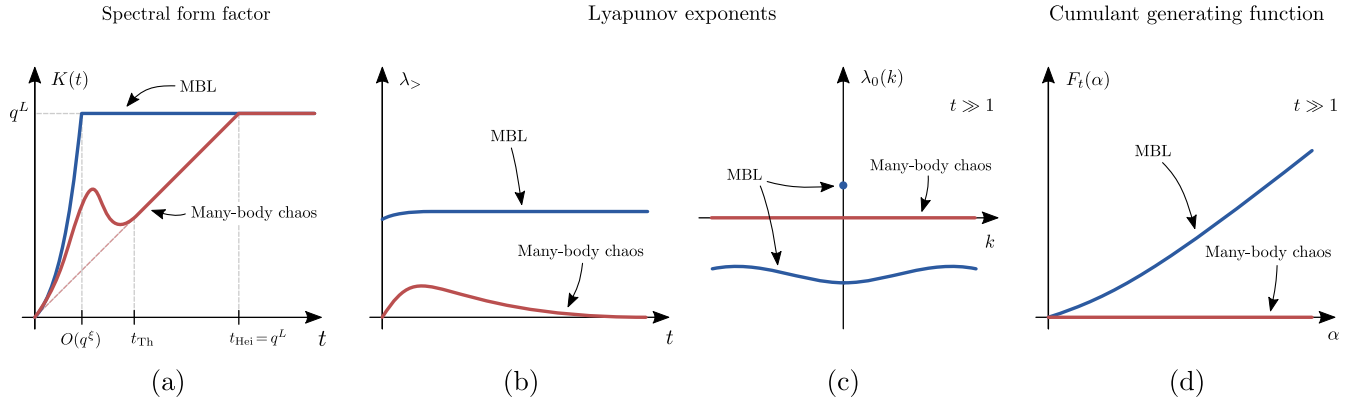 Spectral form factor
Lyapunov exponents
Cumulant generating function
K(t)
MBL
q^L
Many-body chaos
O(q^ξ)
t_Th
t_Hei = q^L
t
(a)
λ_>
MBL
Many-body chaos
t
(b)
λ_0(k)
t ≫ 1
Many-body chaos
MBL
k
(c)
F_t(α)
t ≫ 1
MBL
Many-body chaos
α
(d)